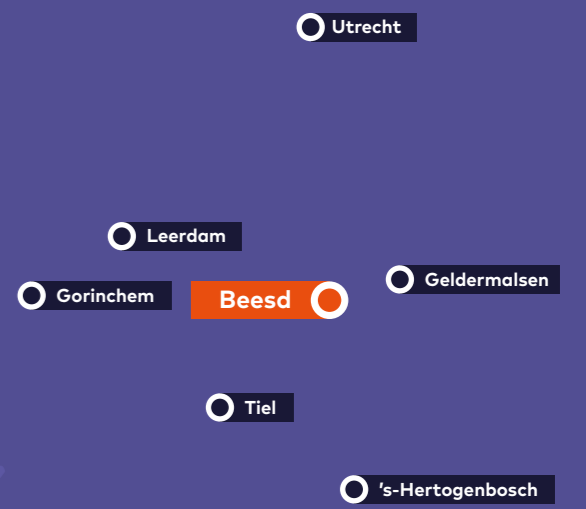 Utrecht
Leerdam
Geldermalsen
Gorinchem
Beesd
Tiel
's-Hertogenbosch